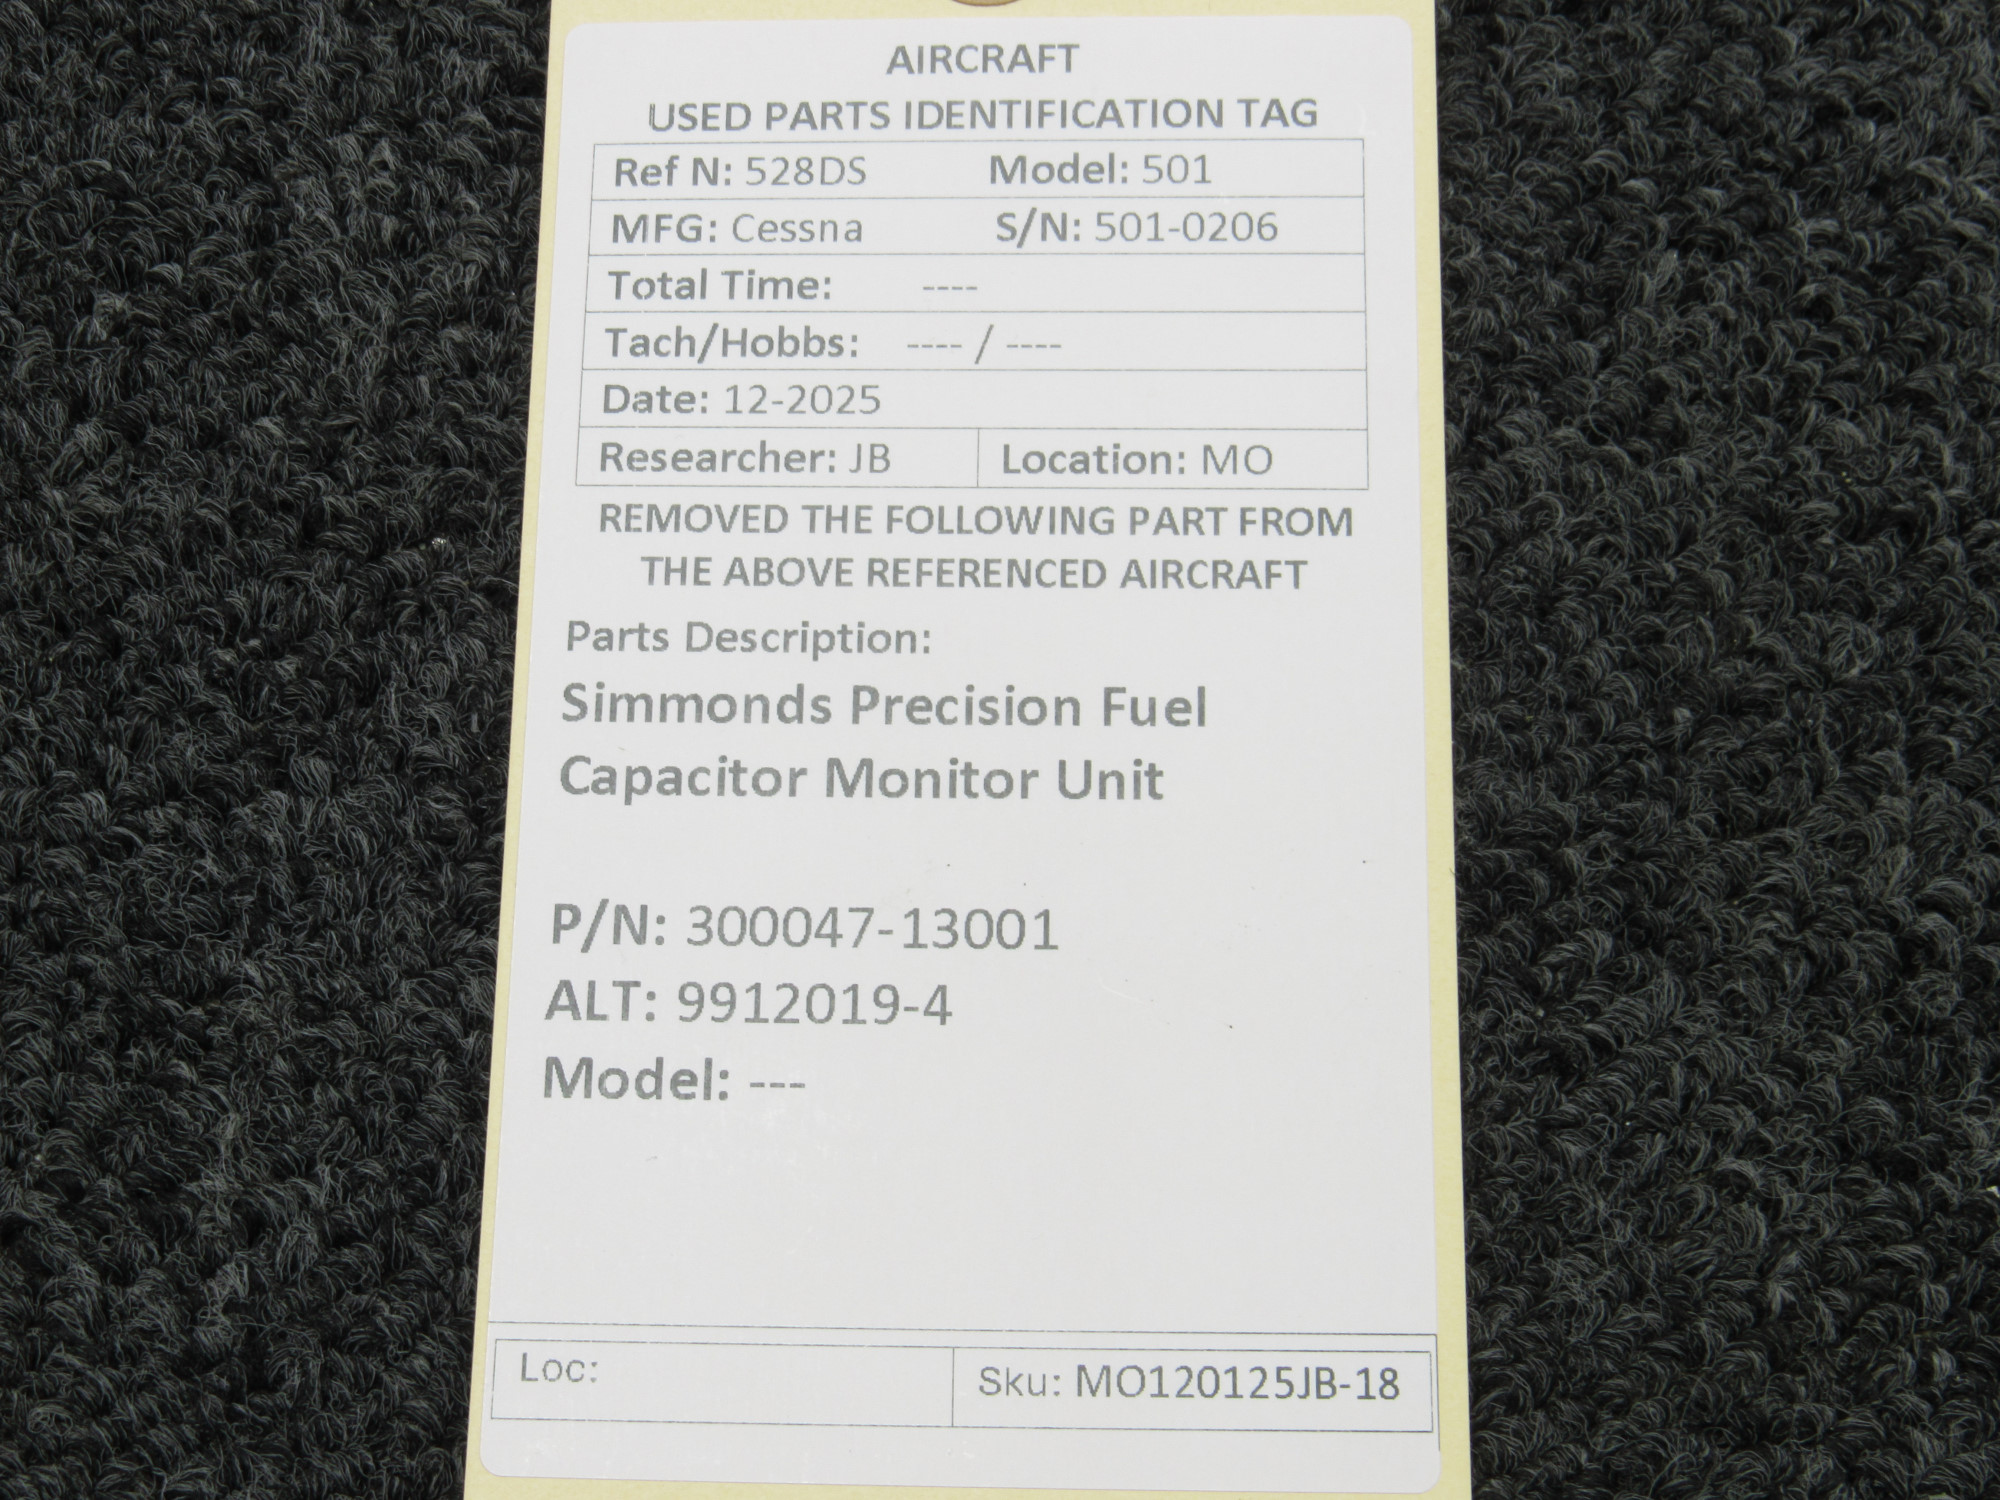 AIRCRAFT
USED PARTS IDENTIFICATION TAG
Ref N: 528DS Model: 501
MFG: Cessna S/N: 501-0206
Total Time: ----
Tach/Hobbs: ---- / ----
Date: 12-2025
Researcher: JB Location: MO
REMOVED THE FOLLOWING PART FROM
THE ABOVE REFERENCED AIRCRAFT
Parts Description:
Simmonds Precision Fuel
Capacitor Monitor Unit
P/N: 300047-13001
ALT: 9912019-4
Model: ---
Loc: Sku: MO120125JB-18